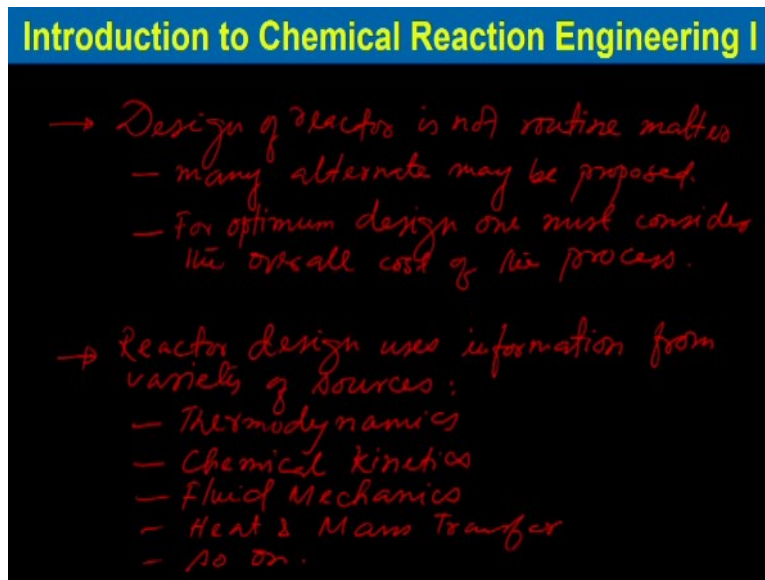 Introduction to Chemical Reaction Engineering I
→ Design of reactor is not routine matter
- many alternate may be proposed.
- For optimum design one must consider
the overall cost of the process.
→ Reactor design uses information from
variety of sources:
- Thermodynamics
- Chemical Kinetics
- Fluid Mechanics
- Heat & Mass Transfer
- so on.